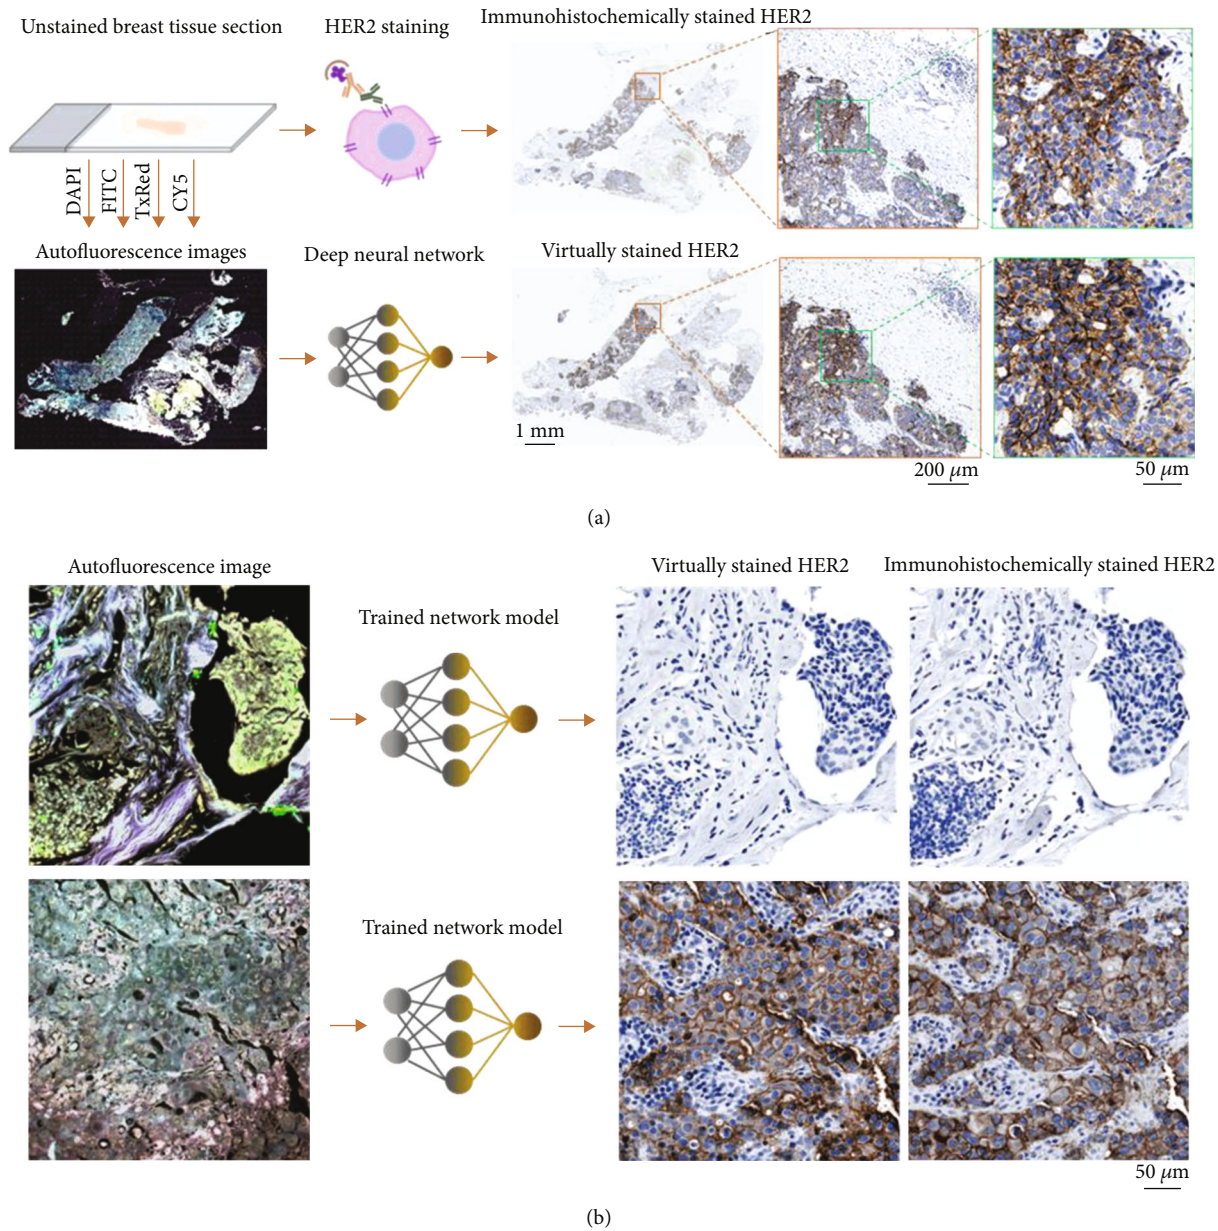 Unstained breast tissue section
HER2 staining
Immunohistochemically stained HER2
DAPI
FITC
TxRed
CY5
Autofluorescence images
Deep neural network
Virtually stained HER2
1 mm
200 μm
50 μm
(a)
Autofluorescence image
Trained network model
Virtually stained HER2
Immunohistochemically stained HER2
Trained network model
50 μm
(b)